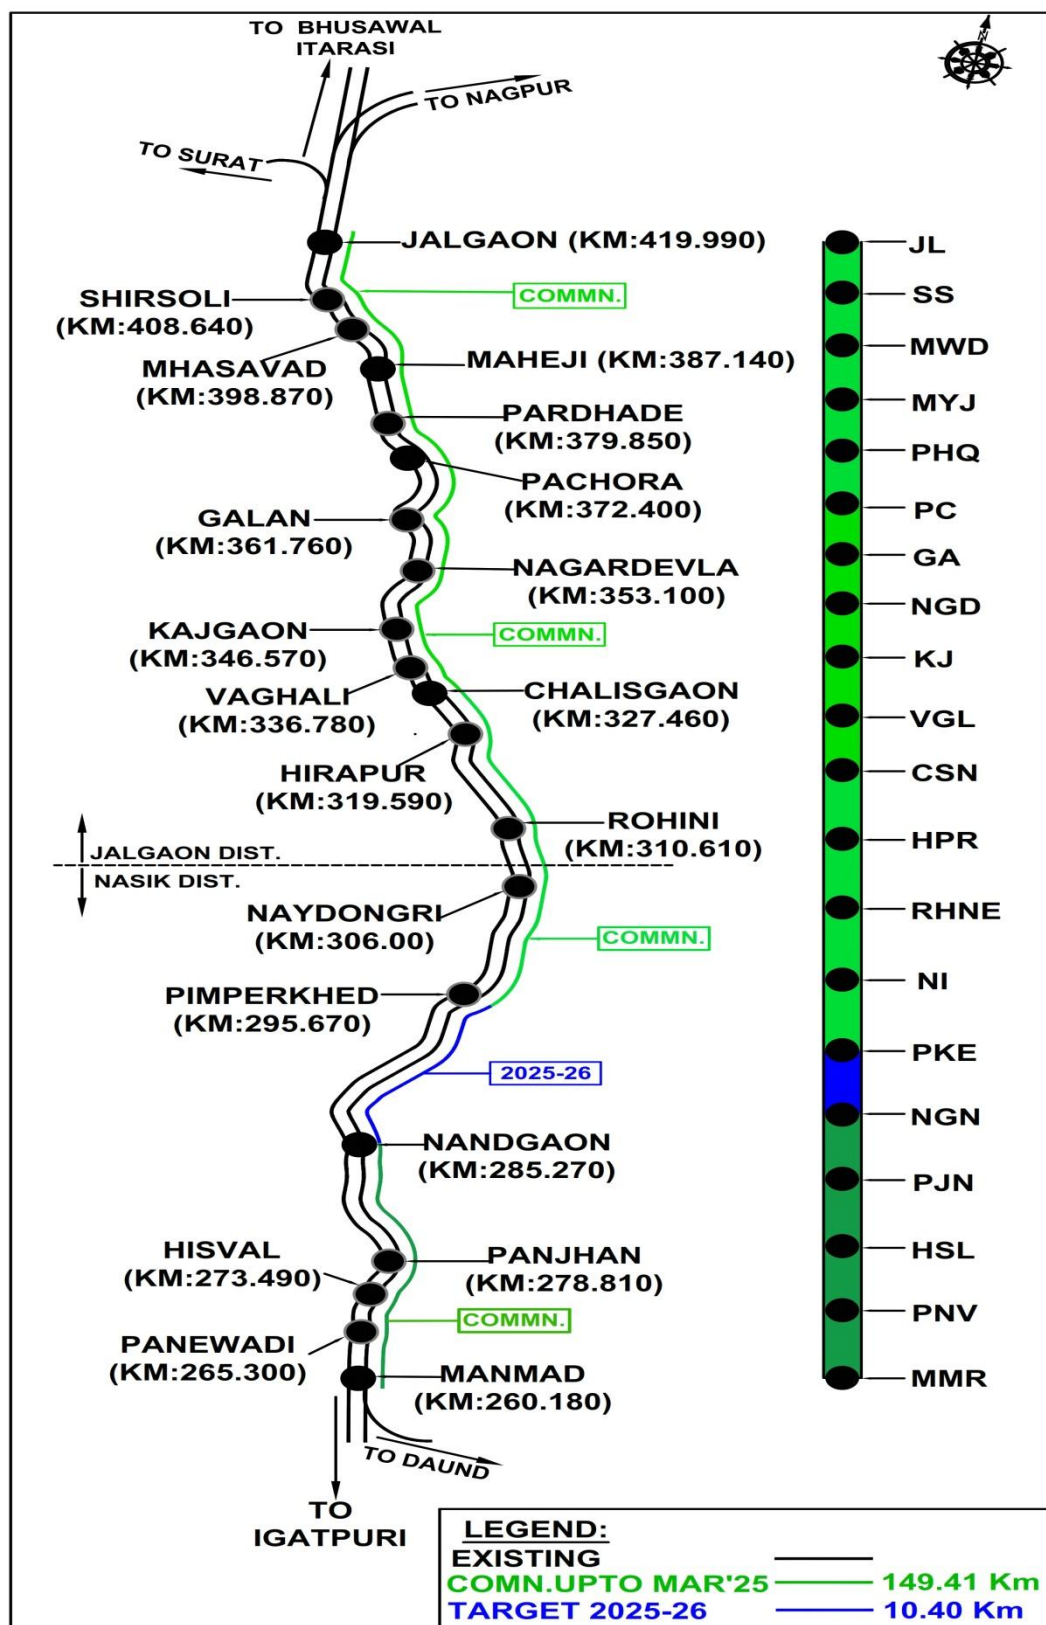 TO BHUSAWAL
ITARASI
N
TO NAGPUR
TO SURAT
JALGAON (KM:419.990)
JL
SHIRSOLI
(KM:408.640)
COMMN.
SS
MHASAVAD
(KM:398.870)
MAHEJI (KM:387.140)
MWD
MYJ
PARDHADE
(KM:379.850)
PHQ
PACHORA
(KM:372.400)
PC
GALAN
(KM:361.760)
GA
NAGARDEVLA
(KM:353.100)
NGD
KAJGAON
(KM:346.570)
COMMN.
KJ
VAGHALI
(KM:336.780)
CHALISGAON
(KM:327.460)
VGL
HIRAPUR
(KM:319.590)
CSN
ROHINI
(KM:310.610)
HPR
JALGAON DIST.
NASIK DIST.
NAYDONGRI
(KM:306.00)
RHNE
COMMN.
PIMPERKHED
(KM:295.670)
NI
2025-26
PKE
NANDGAON
(KM:285.270)
NGN
PJN
HISVAL
(KM:273.490)
PANJHAN
(KM:278.810)
HSL
PANEWADI
(KM:265.300)
COMMN.
PNV
MANMAD
(KM:260.180)
MMR
TO DAUND
TO
IGATPURI
LEGEND:
EXISTING
COMN.UPTO MAR'25 149.41 Km
TARGET 2025-26 10.40 Km